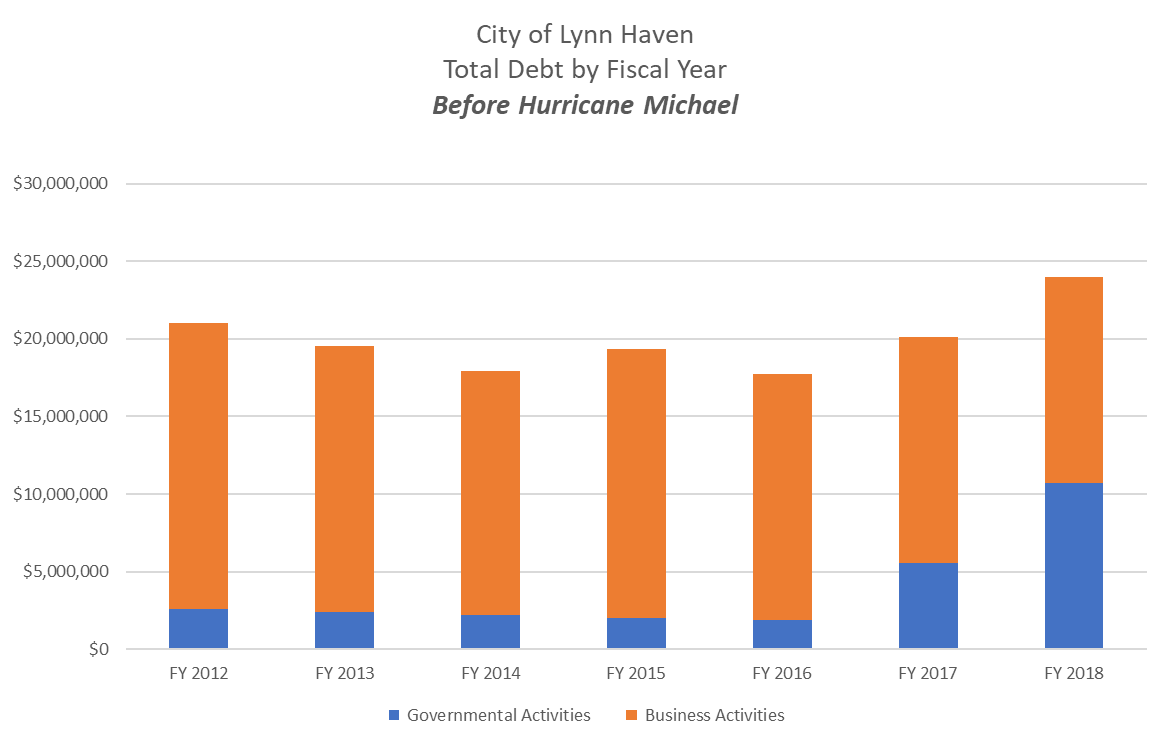 City of Lynn Haven
Total Debt by Fiscal Year
Before Hurricane Michael
$30,000,000
$25,000,000
$20,000,000
$15,000,000
$10,000,000
$5,000,000
$0
FY 2012 FY 2013 FY 2014 FY 2015 FY 2016 FY 2017 FY 2018
Governmental Activities Business Activities